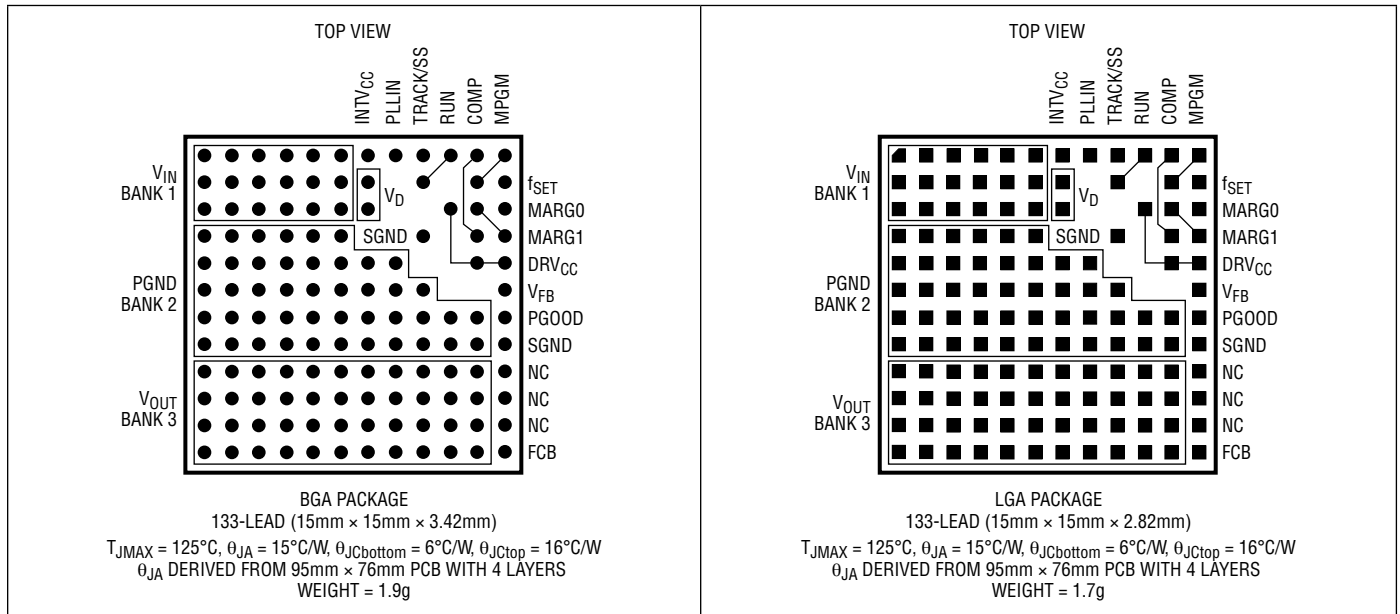 TOP VIEW
INTVCC
PLLIN
TRACK/SS
RUN
COMP
MPGM
VIN
BANK 1
VD
fSET
MARG0
SGND
MARG1
DRVCC
PGND
BANK 2
VFB
PGOOD
SGND
NC
VOUT
BANK 3
NC
NC
FCB
BGA PACKAGE
133-LEAD (15mm × 15mm × 3.42mm)
TJMAX = 125°C, θJA = 15°C/W, θJCbottom = 6°C/W, θJCtop = 16°C/W
θJA DERIVED FROM 95mm × 76mm PCB WITH 4 LAYERS
WEIGHT = 1.9g
TOP VIEW
INTVCC
PLLIN
TRACK/SS
RUN
COMP
MPGM
VIN
BANK 1
VD
fSET
MARG0
SGND
MARG1
DRVCC
PGND
BANK 2
VFB
PGOOD
SGND
NC
VOUT
BANK 3
NC
NC
FCB
LGA PACKAGE
133-LEAD (15mm × 15mm × 2.82mm)
TJMAX = 125°C, θJA = 15°C/W, θJCbottom = 6°C/W, θJCtop = 16°C/W
θJA DERIVED FROM 95mm × 76mm PCB WITH 4 LAYERS
WEIGHT = 1.7g